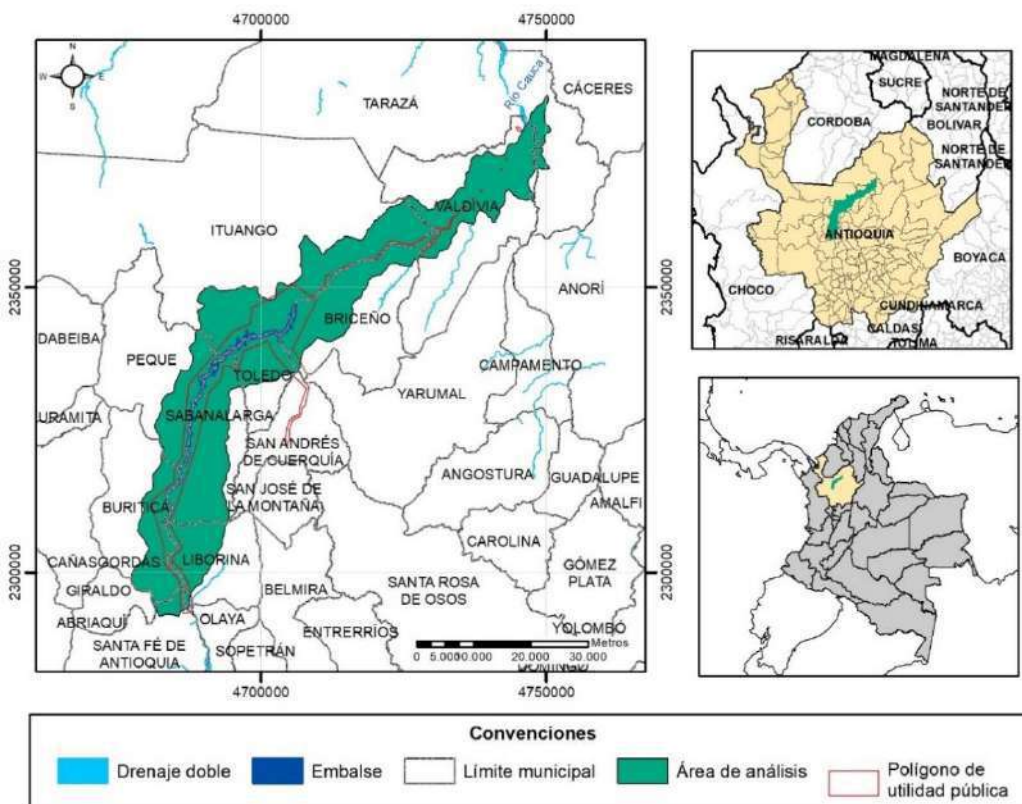 4700000
4750000
N
W
E
S
Río Cauca
CÁCERES
TARAZÁ
VALDÍVIA
ITUANGO
2350000
2350000
ANORÍ
BRICEÑO
DABEIBA
PEQUE
CAMPAMENTO
TOLEDO
YARUMAL
URAMITA
SABANALARGA
SAN ANDRÉS
DE CUERQUÍA
ANGOSTURA
GUADALUPE
SAN JOSÉ DE
LA MONTAÑA
AMALFI
BURITICÁ
CAROLINA
CAÑASGORDAS
LIBORINA
GÓMEZ
PLATA
2300000
2300000
GIRALDO
BELMIRA
SANTA ROSA
DE OSOS
ABRIAQUÍ
OLAYA
ENTRERRÍOS
YOLOMBÓ
SANTA FÉ DE
ANTIOQUIA
SOPETRÁN
Metros
0 5.000 10.000 20.000 30.000
DOMINGO
4700000
4750000
MAGDALENA
SUCRE
NORTE DE
SANTANDER
CORDOBA
BOLIVAR
NORTE DE
SANTANDER
ANTIOQUIA
BOYACA
CHOCO
CUNDINAMARCA
CALDAS
RISARALDA
TOLIMA
Convenciones
Drenaje doble
Embalse
Límite municipal
Área de análisis
Polígono de
utilidad pública